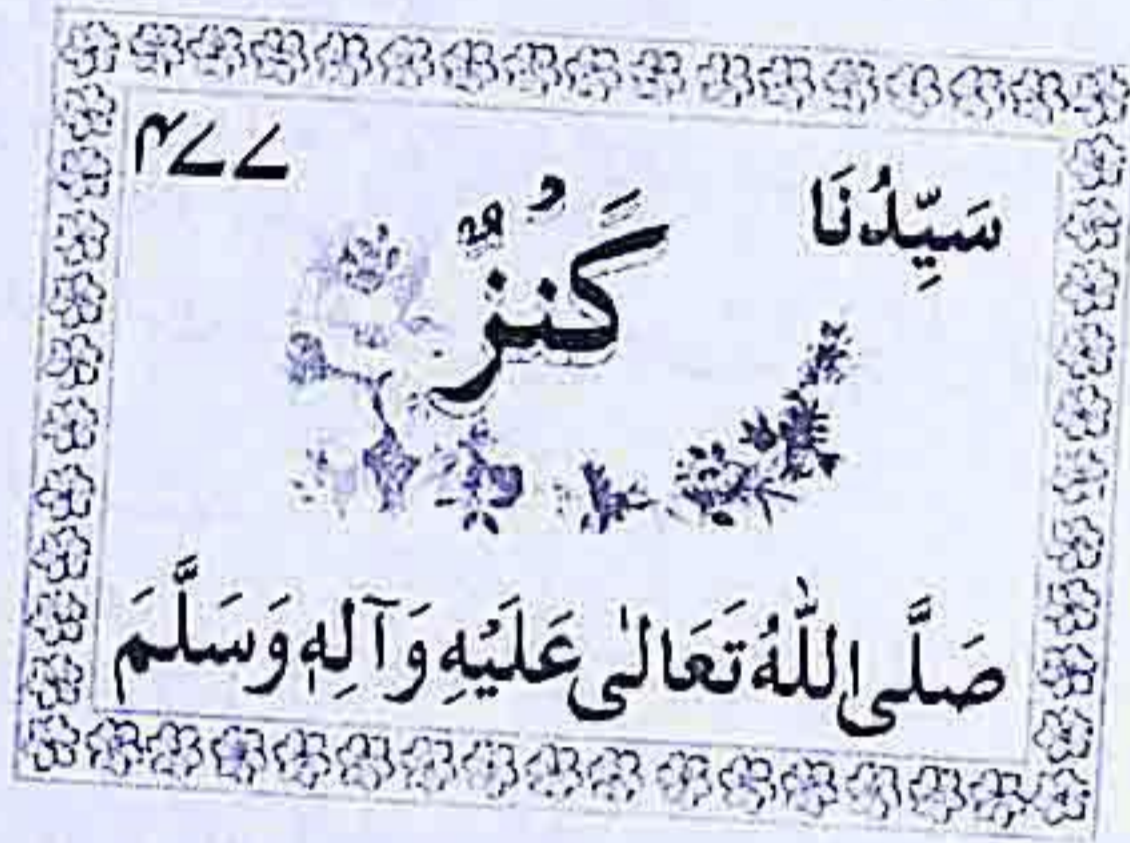 ۴۷۷
سَيِّدُنَا
كَنُزٌ
صَلَّى اللّٰهُ تَعَالٰى عَلَيْهِ وَآلِهٖ وَسَلَّمَ